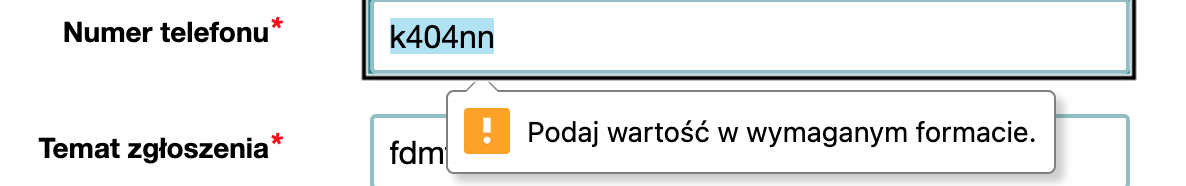 Numer telefonu*
k404nn
Podaj wartość w wymaganym formacie.
Temat zgłoszenia*